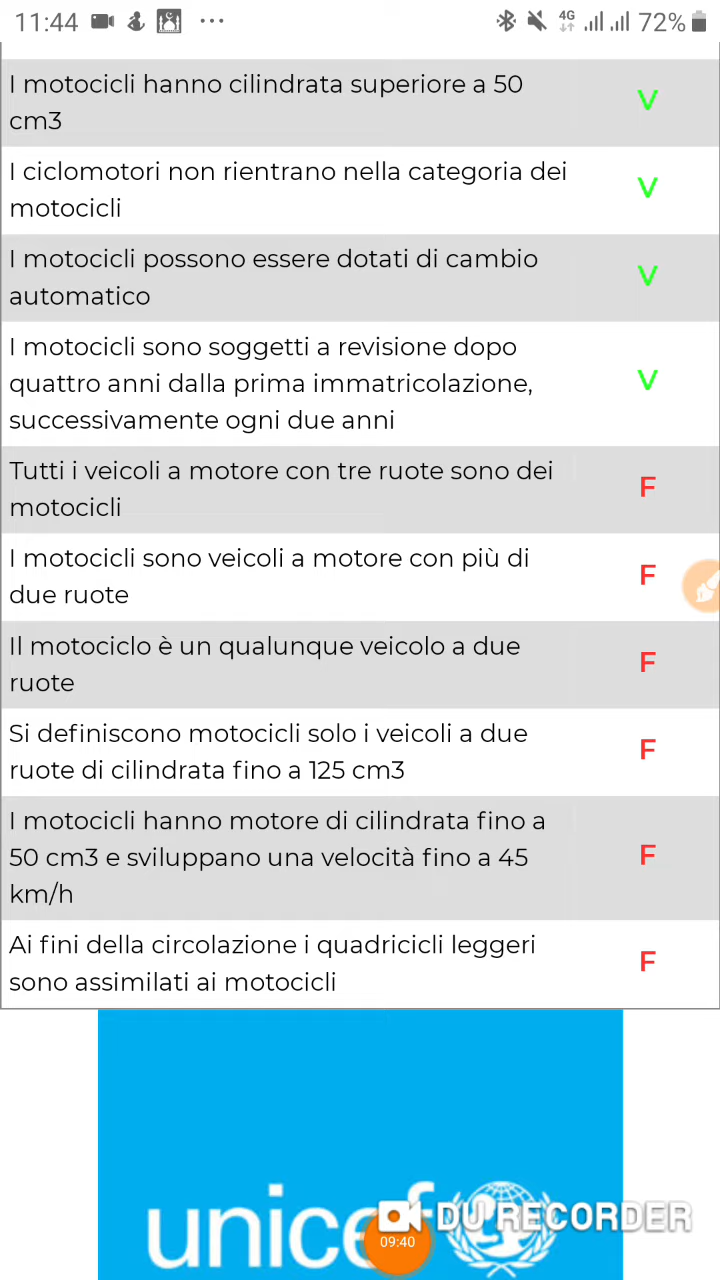 11:44
4G
72%
I motocicli hanno cilindrata superiore a 50
cm3
V
I ciclomotori non rientrano nella categoria dei
motocicli
V
I motocicli possono essere dotati di cambio
automatico
V
I motocicli sono soggetti a revisione dopo
quattro anni dalla prima immatricolazione,
successivamente ogni due anni
V
Tutti i veicoli a motore con tre ruote sono dei
motocicli
F
I motocicli sono veicoli a motore con più di
due ruote
F
Il motociclo è un qualunque veicolo a due
ruote
F
Si definiscono motocicli solo i veicoli a due
ruote di cilindrata fino a 125 cm3
F
I motocicli hanno motore di cilindrata fino a
50 cm3 e sviluppano una velocità fino a 45
km/h
F
Ai fini della circolazione i quadricicli leggeri
sono assimilati ai motocicli
F
unicef
DU RECORDER
09:40